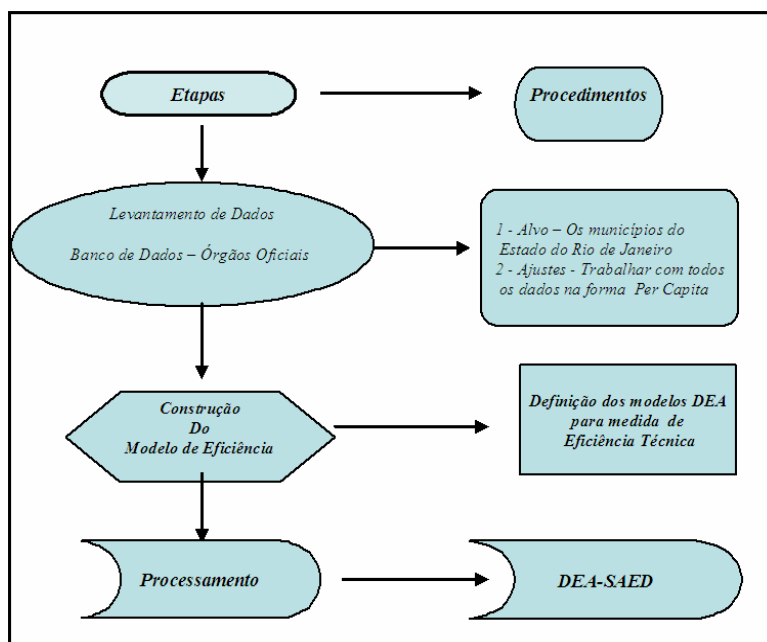 Etapas
Procedimentos
Levantamento de Dados
Banco de Dados – Órgãos Oficiais
1 - Alvo – Os municípios do
Estado do Rio de Janeiro
2 - Ajustes - Trabalhar com todos
os dados na forma Per Capita
Construção
Do
Modelo de Eficiência
Definição dos modelos DEA
para medida de
Eficiência Técnica
Processamento
DEA-SAED